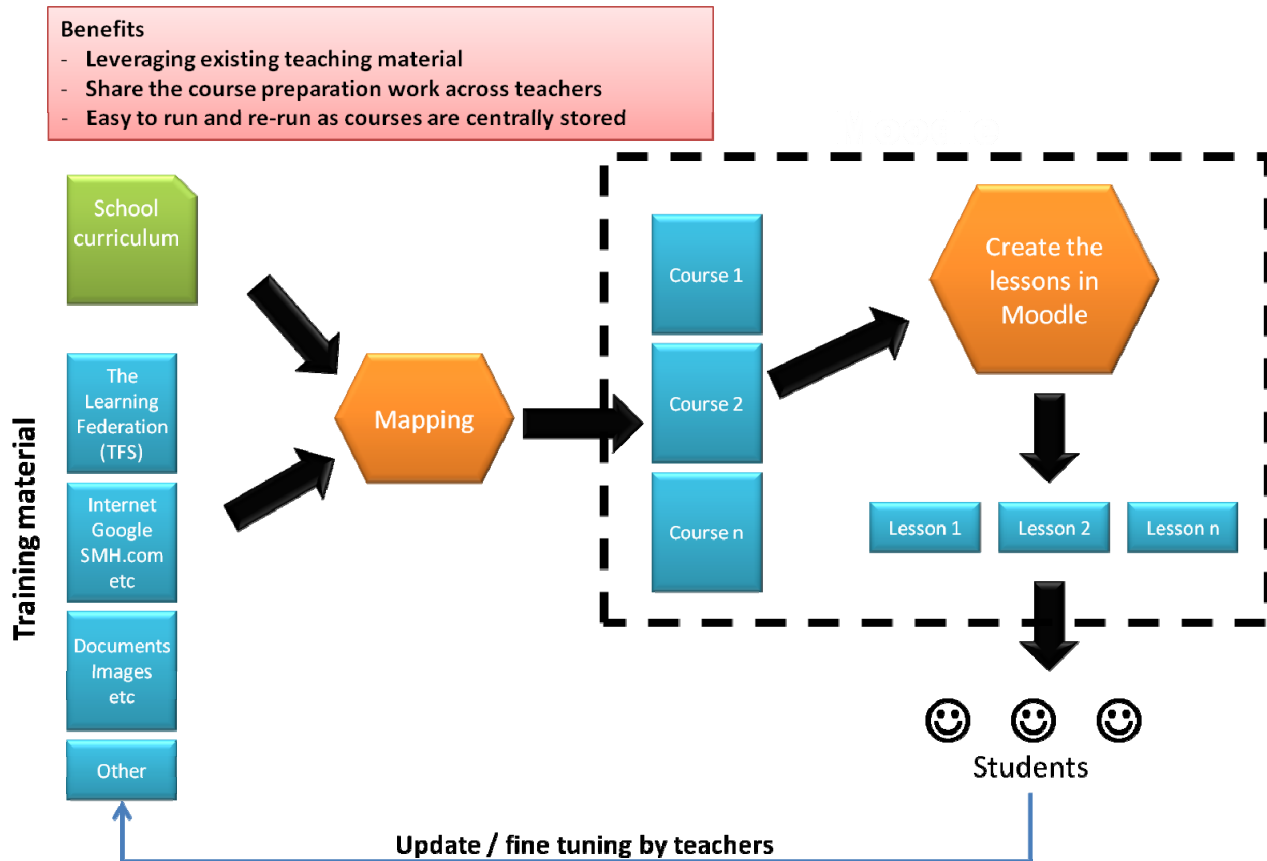 Benefits
- Leveraging existing teaching material
- Share the course preparation work across teachers
- Easy to run and re-run as courses are centrally stored
School
curriculum
Training material
The
Learning
Federation
(TFS)
Internet
Google
SMH.com
etc
Documents
Images
etc
Other
Mapping
Course 1
Course 2
Course n
Create the
lessons in
Moodle
Lesson 1
Lesson 2
Lesson n
Students
Update / fine tuning by teachers